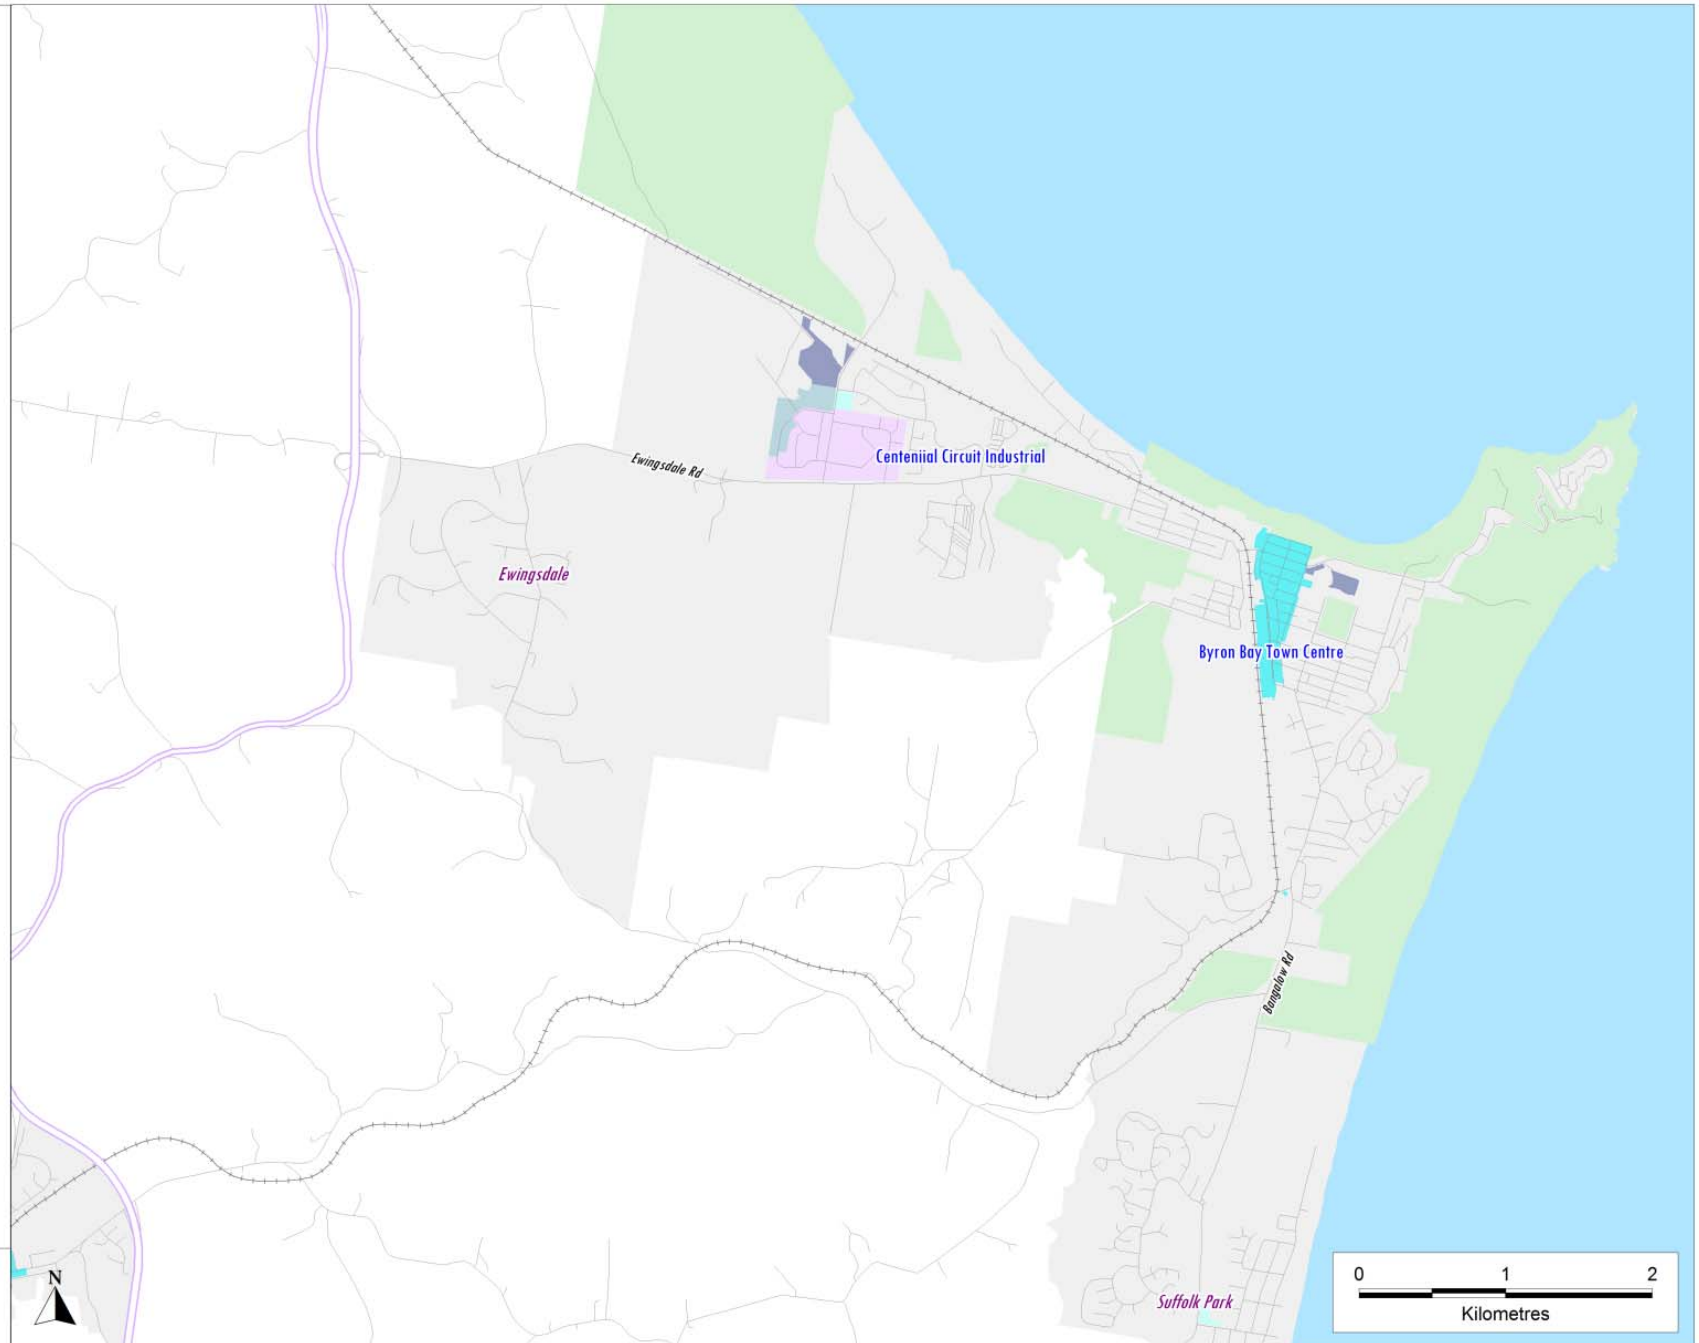 Ewingsdale Rd
Centeniial Circuit Industrial
Ewingsdale
Byron Bay Town Centre
Bangalow Rd
Suffolk Park
N
0 1 2
Kilometres